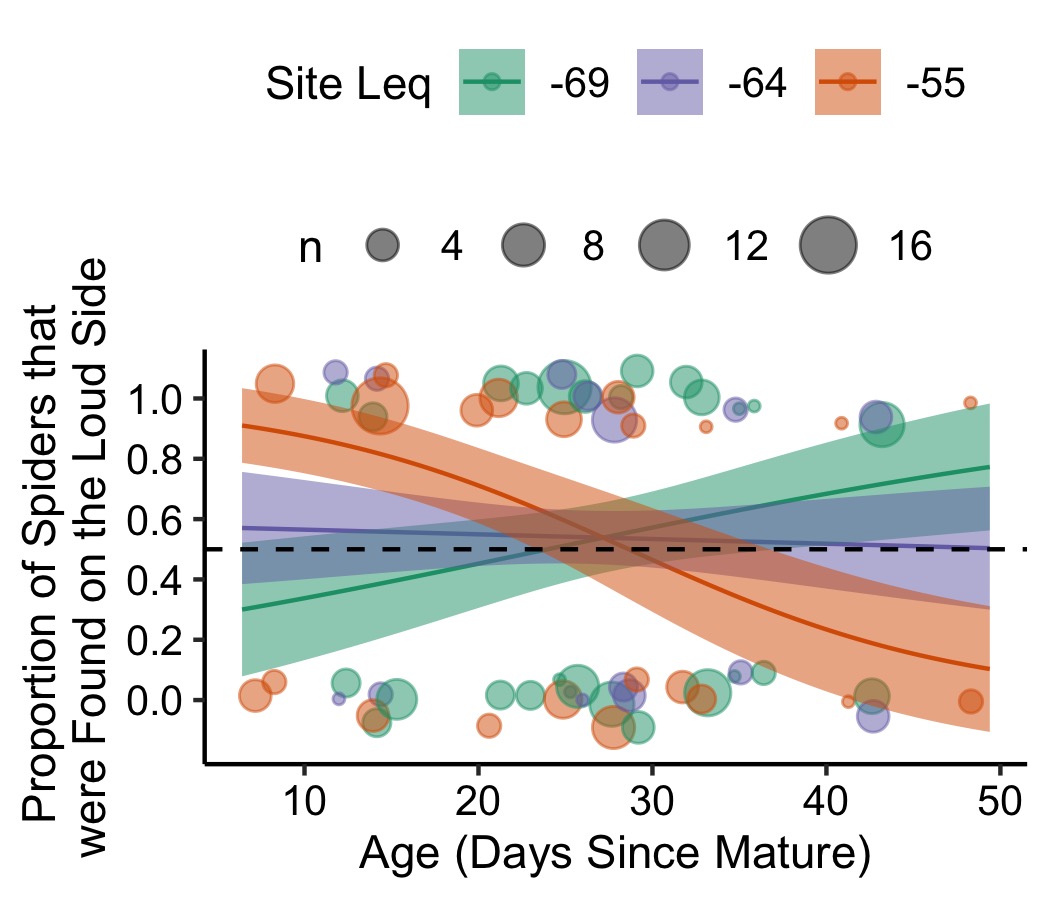 Site Leq -69 -64 -55
n 4 8 12 16
Proportion of Spiders that
were Found on the Loud Side
1.0
0.8
0.6
0.4
0.2
0.0
10 20 30 40 50
Age (Days Since Mature)